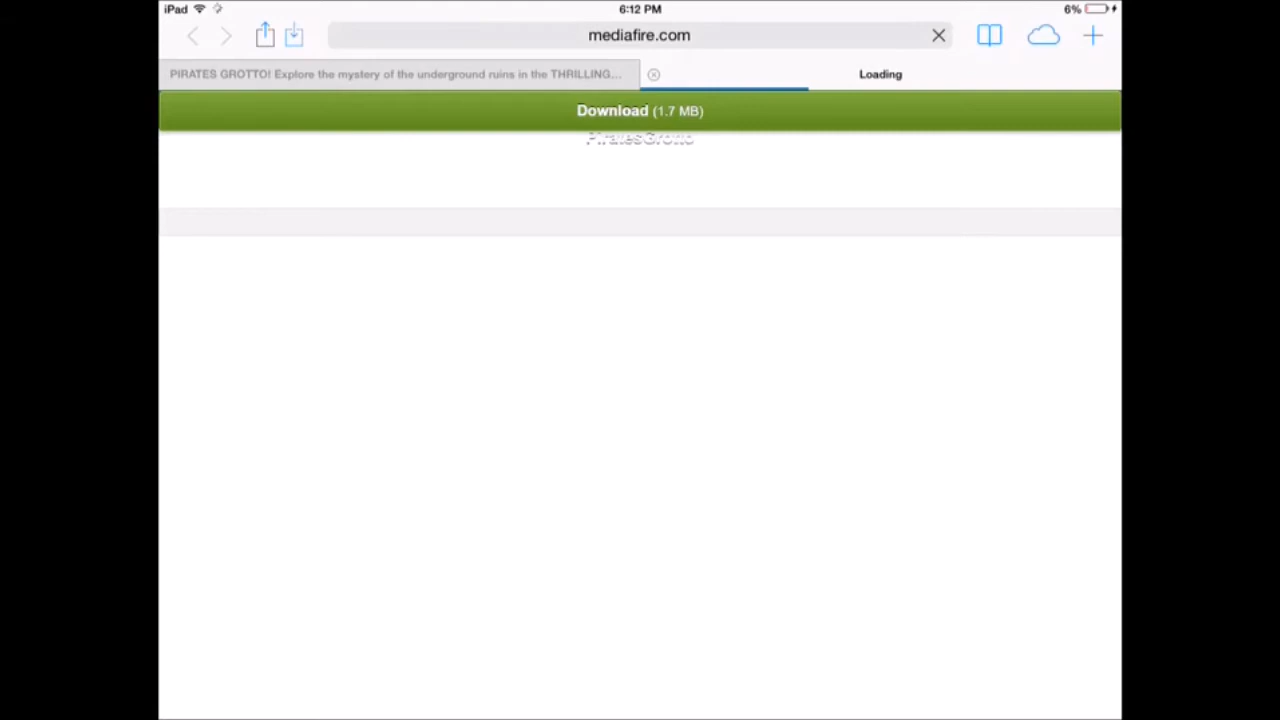 iPad 6:12 PM 6%
mediafire.com
PIRATES GROTTO! Explore the mystery of the underground ruins in the THRILLING... Loading
Download (1.7 MB)
PiratesGrotto